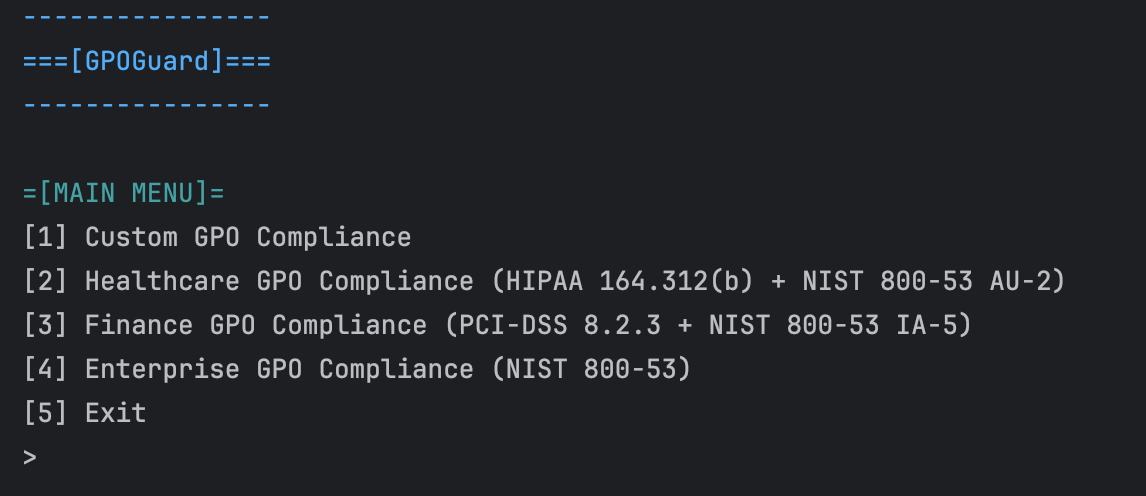 ----------------
===[GPOGuard]===
----------------
=[MAIN MENU]=
[1] Custom GPO Compliance
[2] Healthcare GPO Compliance (HIPAA 164.312(b) + NIST 800-53 AU-2)
[3] Finance GPO Compliance (PCI-DSS 8.2.3 + NIST 800-53 IA-5)
[4] Enterprise GPO Compliance (NIST 800-53)
[5] Exit
>